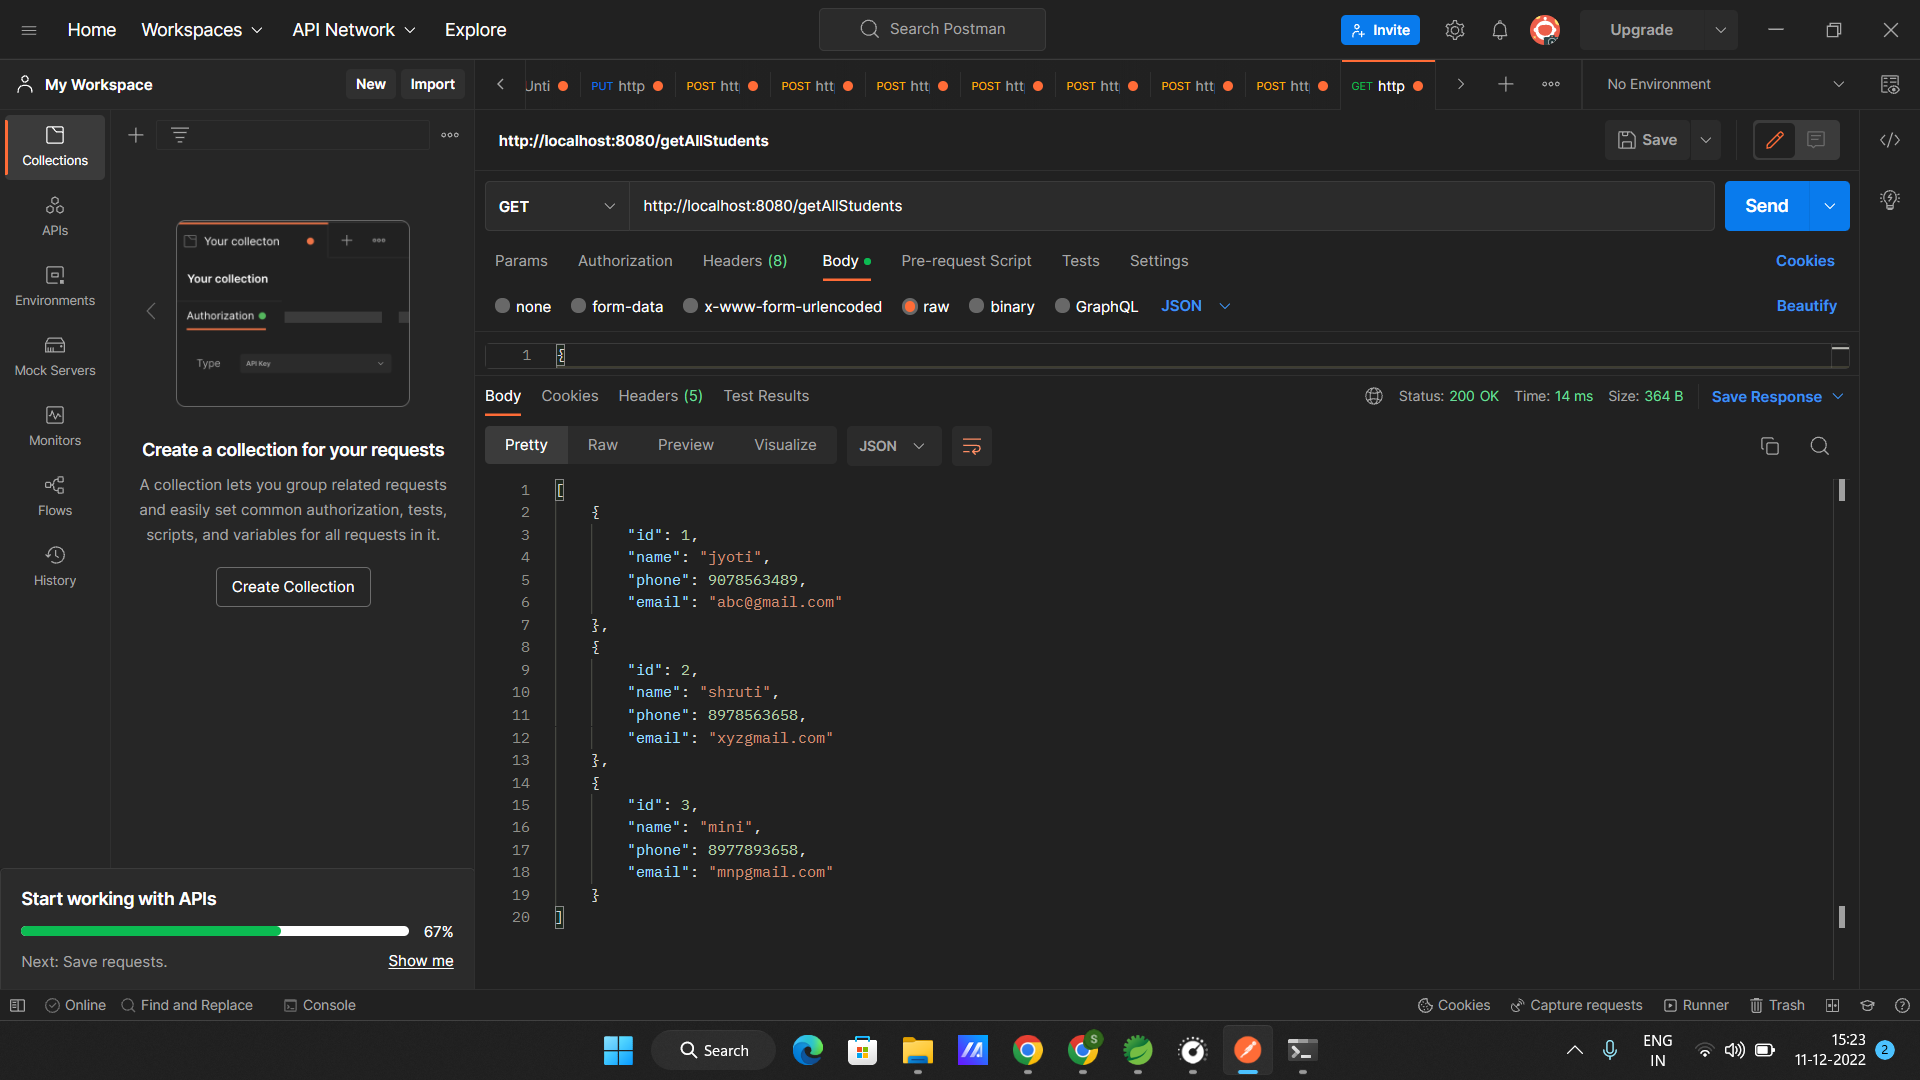 Home Workspaces API Network Explore Search Postman Invite Upgrade
My Workspace New Import Unti PUT http POST htt POST htt POST htt POST htt POST htt POST htt POST htt GET http No Environment
Collections
APIs
Environments
Mock Servers
Monitors
Flows
History
Your collecton
Your collection
Authorization
Type API Key
Create a collection for your requests
A collection lets you group related requests
and easily set common authorization, tests,
scripts, and variables for all requests in it.
Create Collection
Start working with APIs
67%
Next: Save requests. Show me
http://localhost:8080/getAllStudents Save
GET http://localhost:8080/getAllStudents Send
Params Authorization Headers (8) Body Pre-request Script Tests Settings Cookies
none form-data x-www-form-urlencoded raw binary GraphQL JSON Beautify
1 {
Body Cookies Headers (5) Test Results Status: 200 OK Time: 14 ms Size: 364 B Save Response
Pretty Raw Preview Visualize JSON
1 [
2 {
3 "id": 1,
4 "name": "jyoti",
5 "phone": 9078563489,
6 "email": "abc@gmail.com"
7 },
8 {
9 "id": 2,
10 "name": "shruti",
11 "phone": 8978563658,
12 "email": "xyzgmail.com"
13 },
14 {
15 "id": 3,
16 "name": "mini",
17 "phone": 8977893658,
18 "email": "mnpgmail.com"
19 }
20 ]
Online Find and Replace Console Cookies Capture requests Runner Trash
Search S ENG 15:23
IN 11-12-2022 2